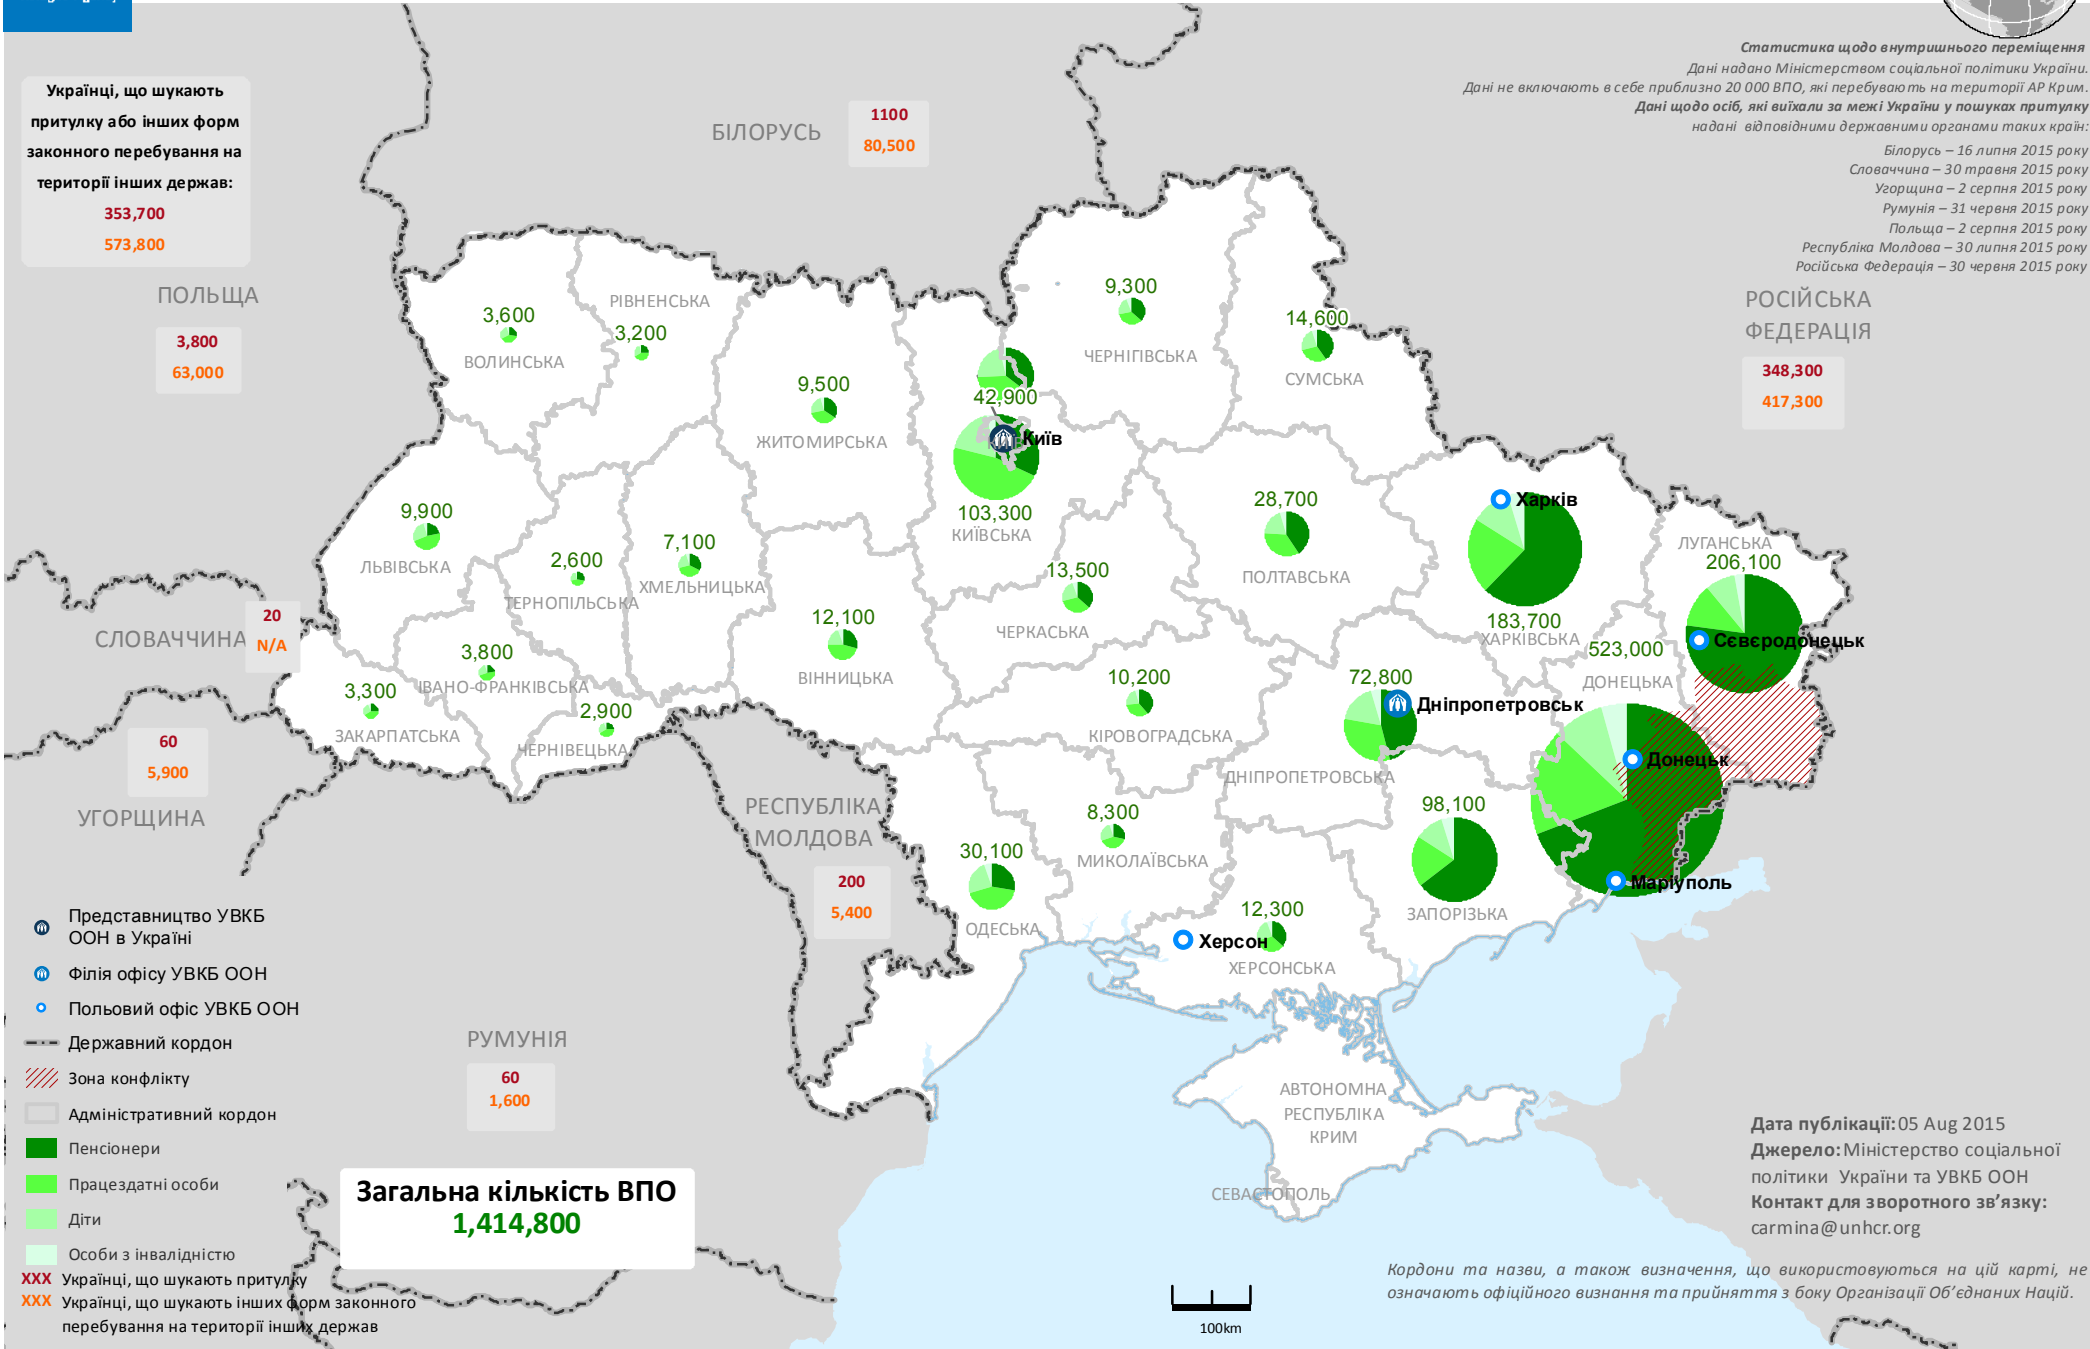 Статистика щодо внутришнього переміщення
Дані надано Міністерством соціальної політики України.
Дані не включають в себе приблизно 20 000 ВПО, які перебувають на території АР Крим.
Дані щодо осіб, які виїхали за межі України у пошуках притулку
надані відповідними державними органами таких країн:
Білорусь – 16 липня 2015 року
Словаччина – 30 травня 2015 року
Угорщина – 2 серпня 2015 року
Румунія – 31 червня 2015 року
Польща – 2 серпня 2015 року
Республіка Молдова – 30 липня 2015 року
Російська Федерація – 30 червня 2015 року
Українці, що шукають
притулку або інших форм
законного перебування на
території інших держав:
353,700
573,800
БІЛОРУСЬ
1100
80,500
ПОЛЬЩА
3,800
63,000
РОСІЙСЬКА
ФЕДЕРАЦІЯ
348,300
417,300
СЛОВАЧЧИНА
20
N/A
60
5,900
УГОРЩИНА
РЕСПУБЛІКА
МОЛДОВА
200
5,400
РУМУНІЯ
60
1,600
3,600
ВОЛИНСЬКА
РІВНЕНСЬКА
3,200
9,500
ЖИТОМИРСЬКА
42,900
Київ
103,300
КИЇВСЬКА
9,300
ЧЕРНІГІВСЬКА
14,600
СУМСЬКА
9,900
ЛЬВІВСЬКА
2,600
ТЕРНОПІЛЬСЬКА
7,100
ХМЕЛЬНИЦЬКА
12,100
ВІННИЦЬКА
13,500
ЧЕРКАСЬКА
28,700
ПОЛТАВСЬКА
Харків
183,700
ХАРКІВСЬКА
ЛУГАНСЬКА
206,100
Сєвєродонецьк
523,000
ДОНЕЦЬКА
Донецьк
Маріуполь
3,800
ІВАНО-ФРАНКІВСЬКА
3,300
ЗАКАРПАТСЬКА
2,900
ЧЕРНІВЕЦЬКА
10,200
КІРОВОГРАДСЬКА
72,800
Дніпропетровськ
ДНІПРОПЕТРОВСЬКА
98,100
ЗАПОРІЗЬКА
8,300
МИКОЛАЇВСЬКА
30,100
ОДЕСЬКА
12,300
Херсон
ХЕРСОНСЬКА
АВТОНОМНА
РЕСПУБЛІКА
КРИМ
СЕВАСТОПОЛЬ
Представництво УВКБ
ООН в Україні
Філія офісу УВКБ ООН
Польовий офіс УВКБ ООН
Державний кордон
Зона конфлікту
Адміністративний кордон
Пенсіонери
Працездатні особи
Діти
Особи з інвалідністю
XXX Українці, що шукають притулку
XXX Українці, що шукають інших форм законного
перебування на території інших держав
Загальна кількість ВПО
1,414,800
100km
Дата публікації: 05 Aug 2015
Джерело: Міністерство соціальної
політики України та УВКБ ООН
Контакт для зворотного зв’язку:
carmina@unhcr.org
Кордони та назви, а також визначення, що використовуються на цій карті, не
означають офіційного визнання та прийняття з боку Організації Об’єднаних Націй.